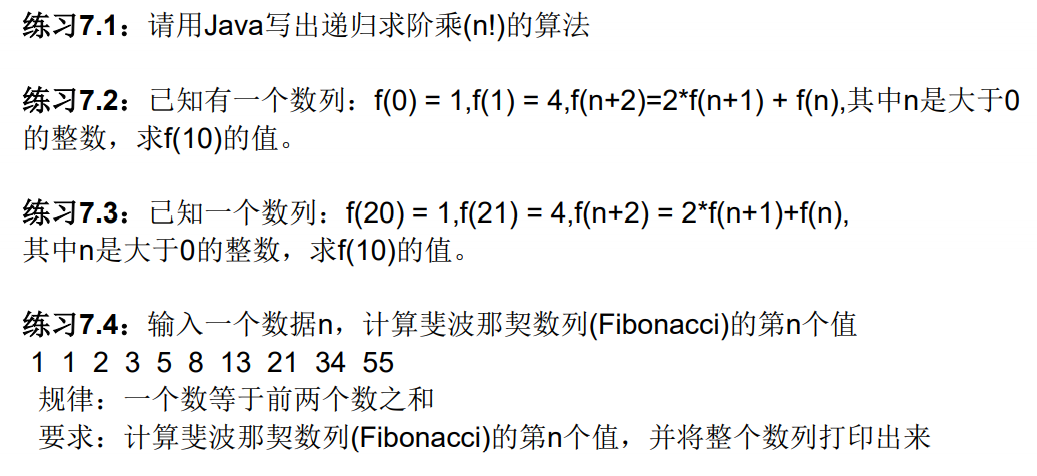 练习7.1：请用Java写出递归求阶乘(n!)的算法
练习7.2：已知有一个数列：f(0) = 1,f(1) = 4,f(n+2)=2*f(n+1) + f(n),其中n是大于0
的整数，求f(10)的值。
练习7.3：已知一个数列：f(20) = 1,f(21) = 4,f(n+2) = 2*f(n+1)+f(n),
其中n是大于0的整数，求f(10)的值。
练习7.4：输入一个数据n，计算斐波那契数列(Fibonacci)的第n个值
1 1 2 3 5 8 13 21 34 55
规律：一个数等于前两个数之和
要求：计算斐波那契数列(Fibonacci)的第n个值，并将整个数列打印出来